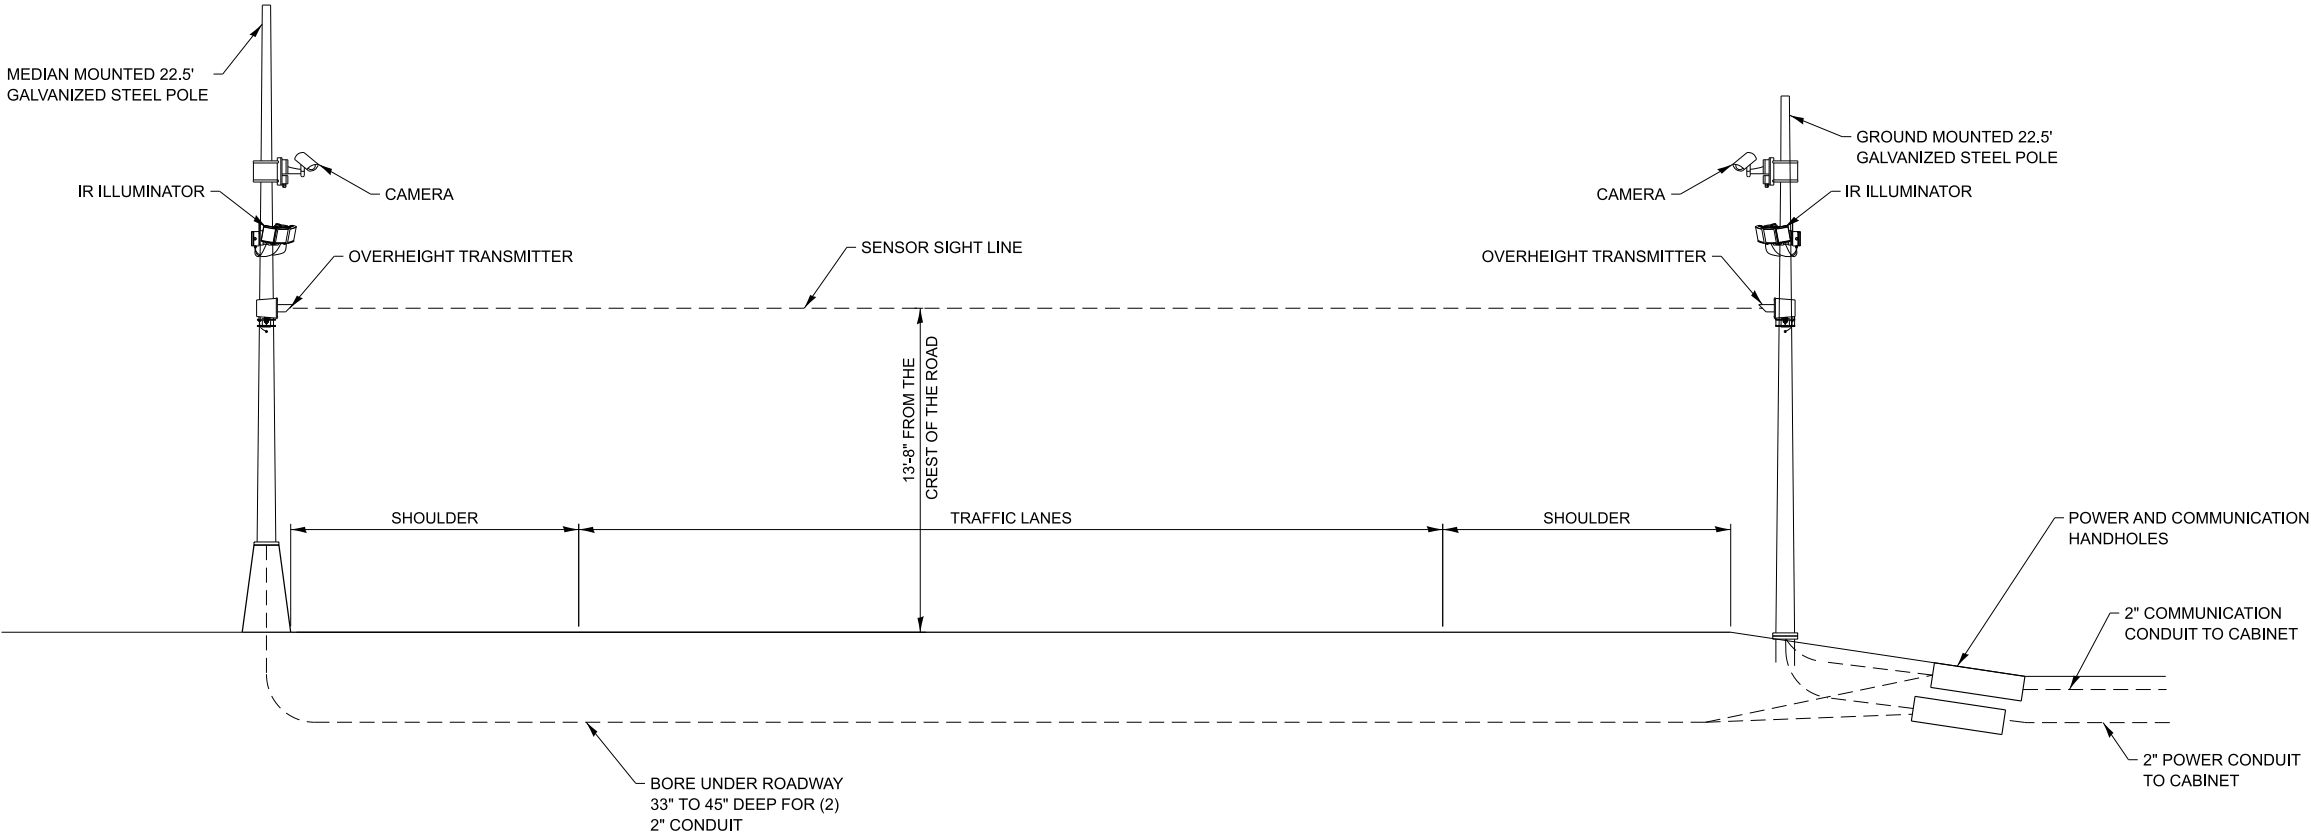 MEDIAN MOUNTED 22.5'
GALVANIZED STEEL POLE
GROUND MOUNTED 22.5'
GALVANIZED STEEL POLE
IR ILLUMINATOR
CAMERA
CAMERA
IR ILLUMINATOR
OVERHEIGHT TRANSMITTER
SENSOR SIGHT LINE
OVERHEIGHT TRANSMITTER
13'-8" FROM THE
CREST OF THE ROAD
SHOULDER
TRAFFIC LANES
SHOULDER
POWER AND COMMUNICATION
HANDHOLES
2" COMMUNICATION
CONDUIT TO CABINET
2" POWER CONDUIT
TO CABINET
BORE UNDER ROADWAY
33" TO 45" DEEP FOR (2)
2" CONDUIT